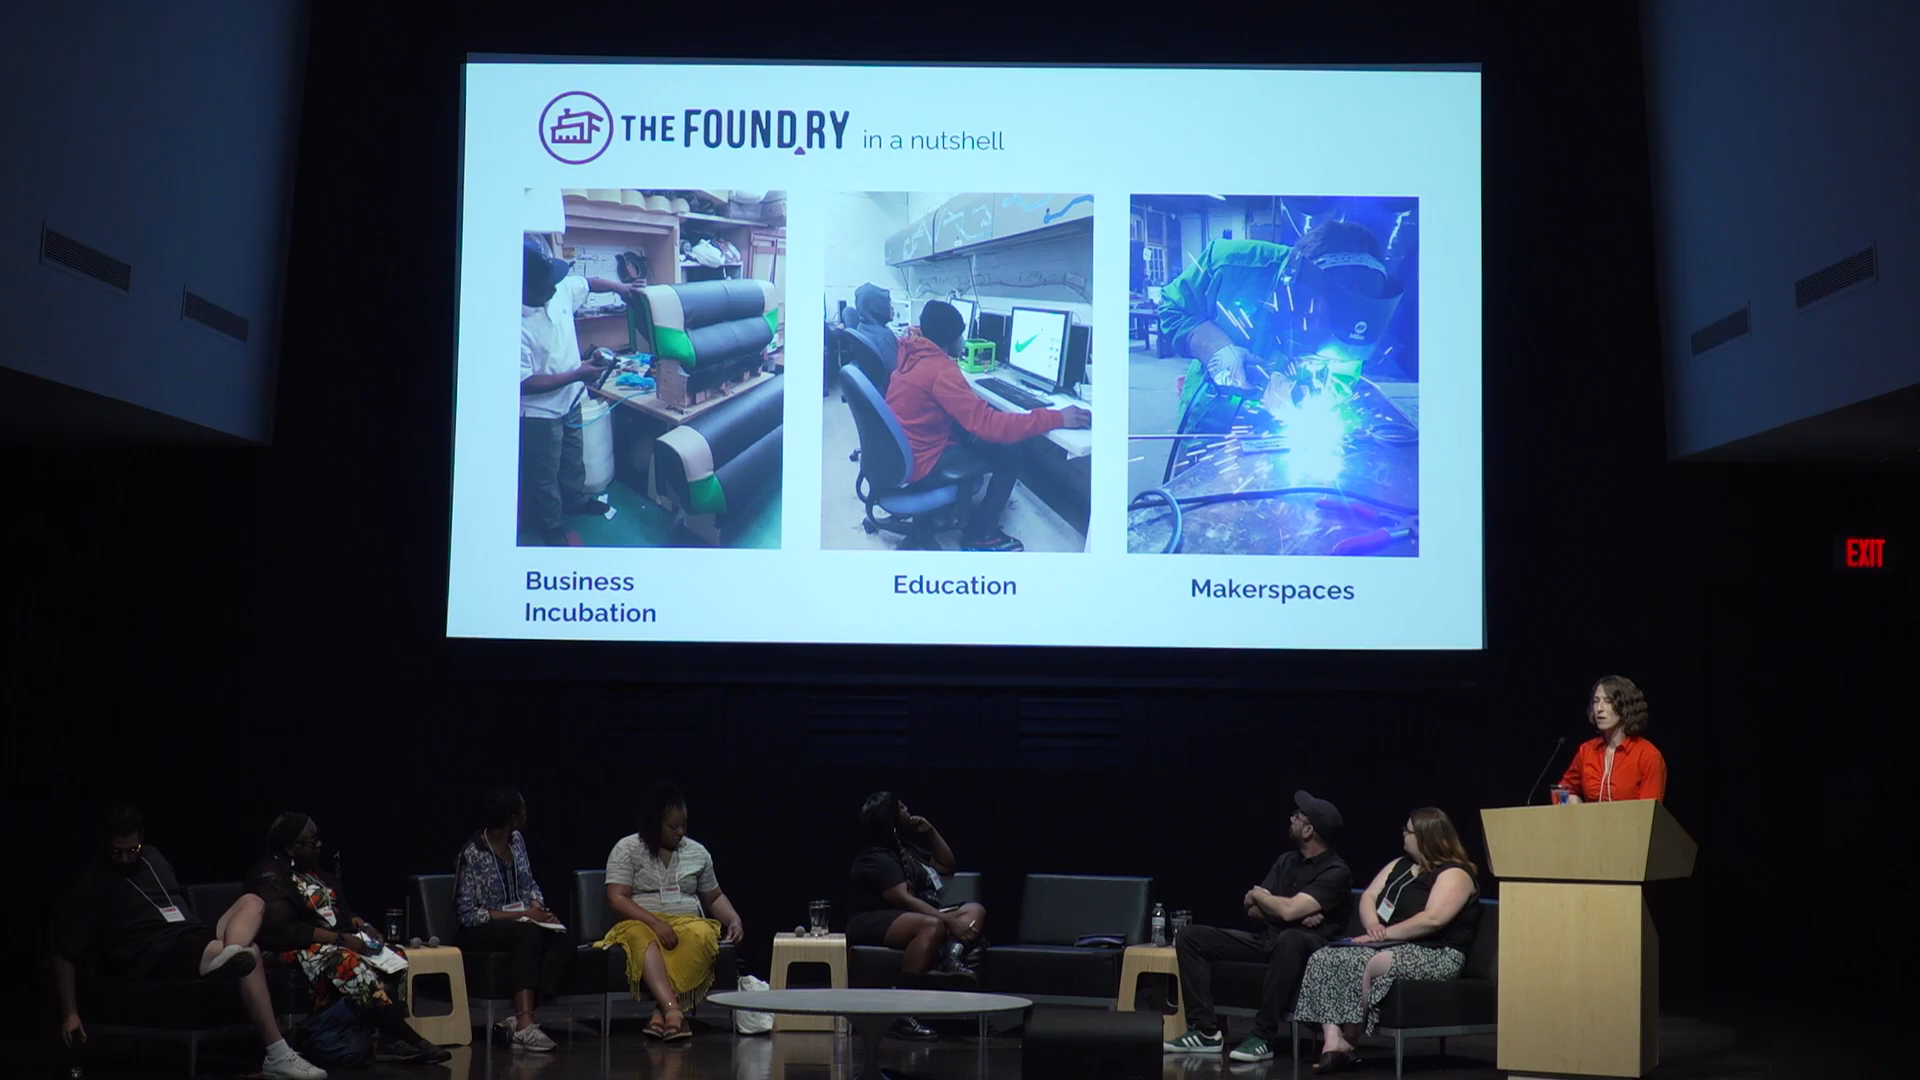 THE FOUNDRY in a nutshell
Business
Incubation
Education
Makerspaces
EXIT